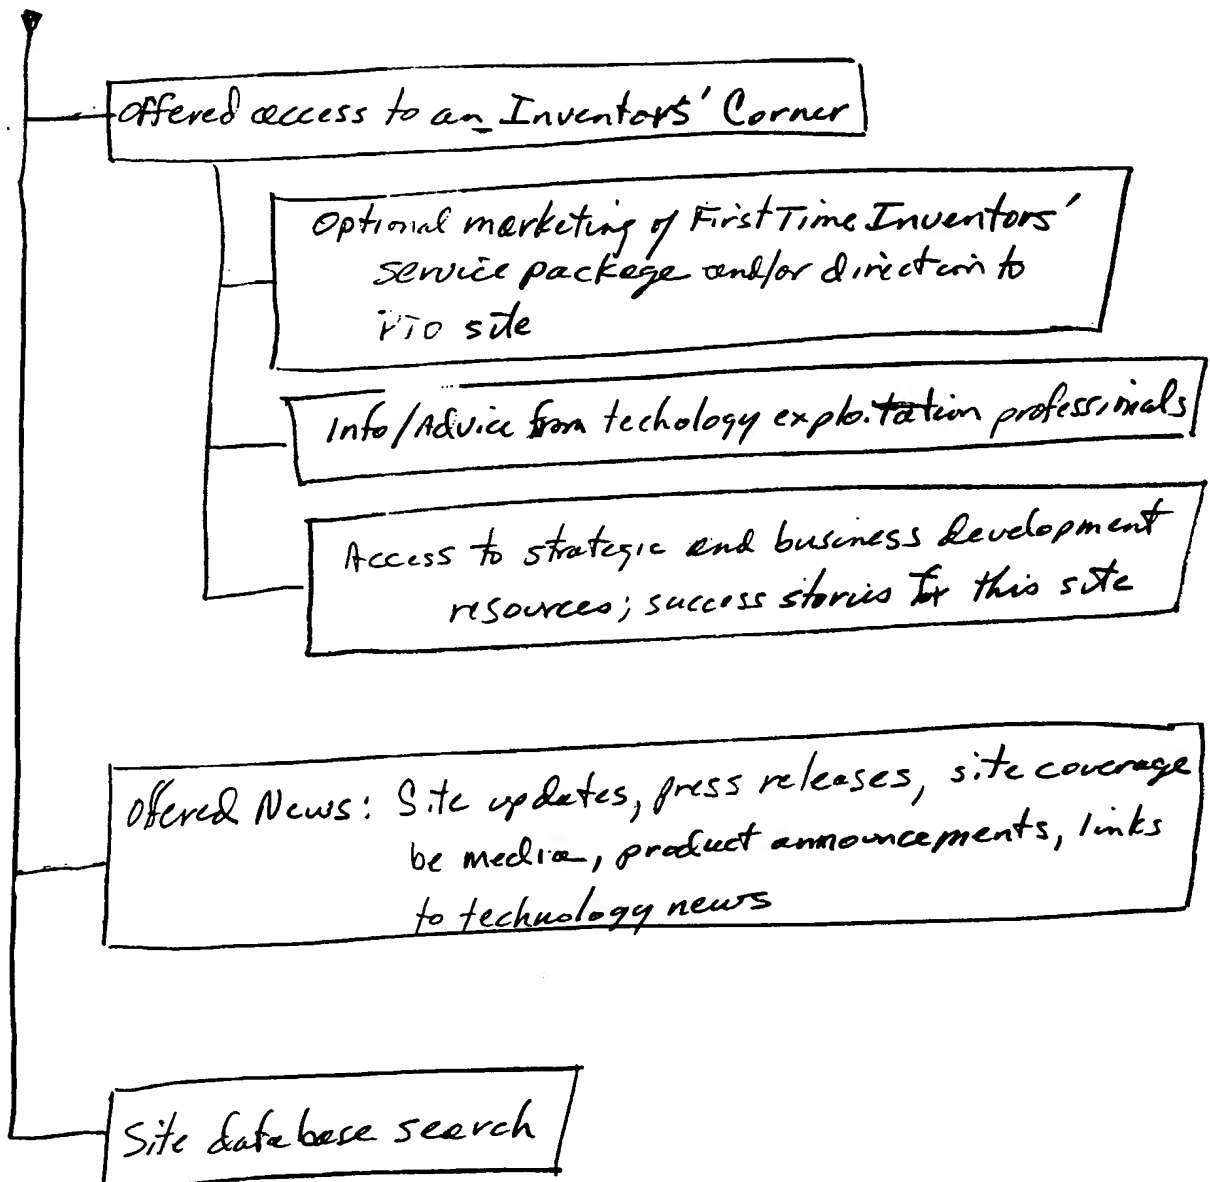 Offered access to an Inventors' Corner
Optional marketing of First Time Inventors'
service package and/or direction to
PTO site
Info/Advice from techology exploitation professionals
Access to strategic and business development
resources; success stories for this site
Offered News: Site updates, press releases, site coverage
be media, product announcements, links
to technology news
Site database search